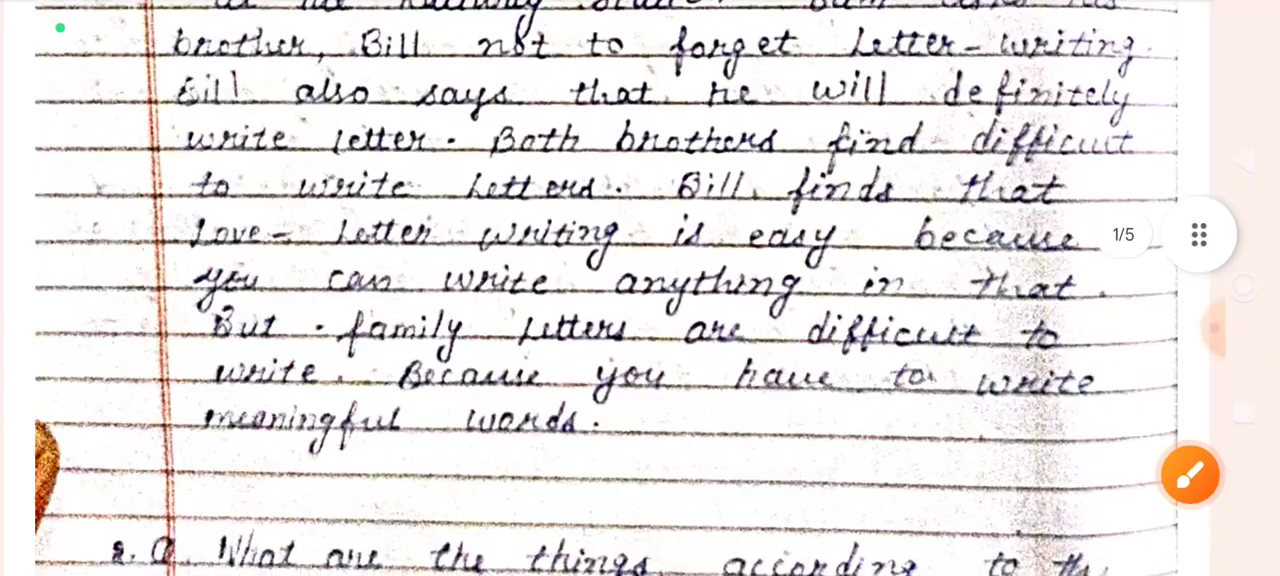 brother, Bill not to forget Letter-writing.
Bill also says that he will definitely
write letter. Both brothers find difficult
to write Letters. Bill finds that
Love-Letter writing is easy because
1/5
you can write anything in that.
But family Letters are difficult to
write. Because you have to write
meaningful words.
2. Q What are the things according to the